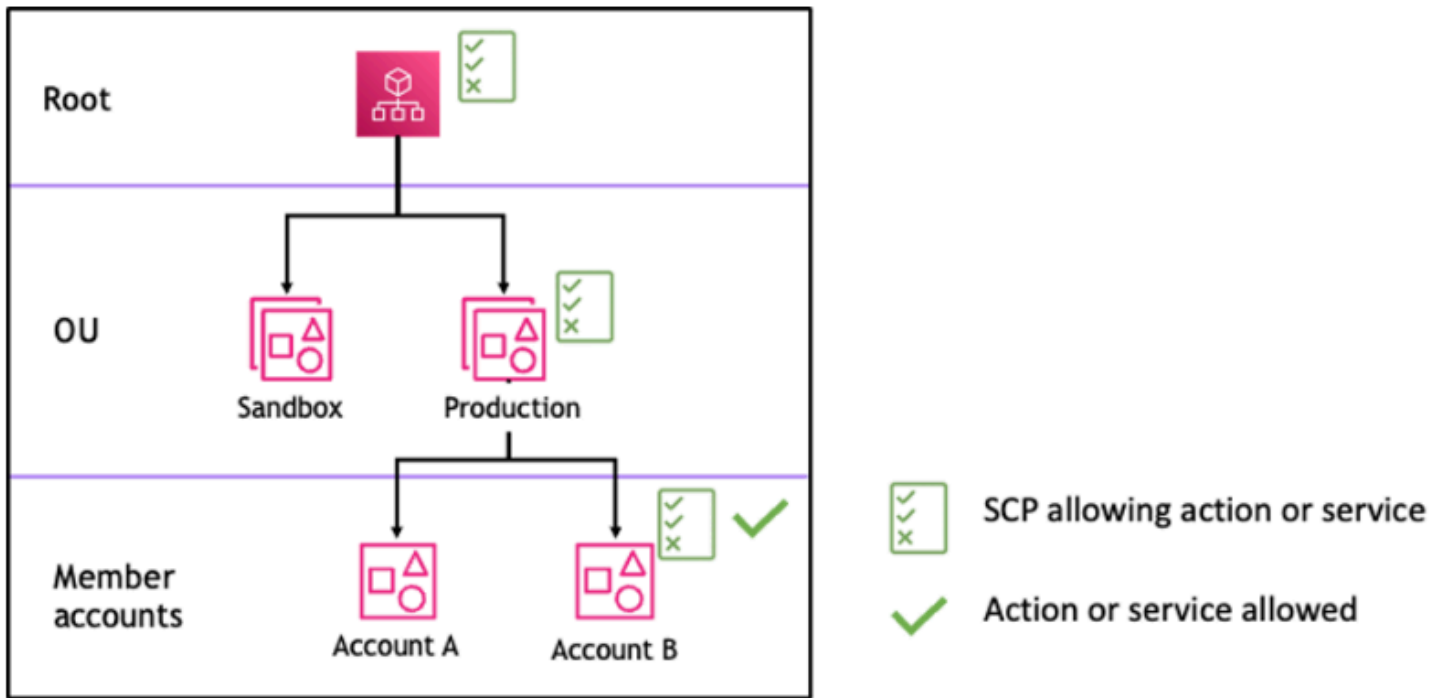 Root
OU
Sandbox
Production
Member
accounts
Account A
Account B
SCP allowing action or service
Action or service allowed